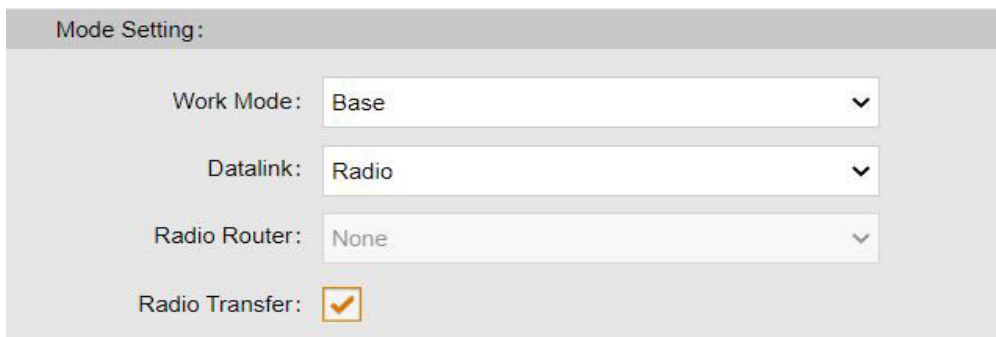 Mode Setting:
Work Mode: Base
Datalink: Radio
Radio Router: None
Radio Transfer: